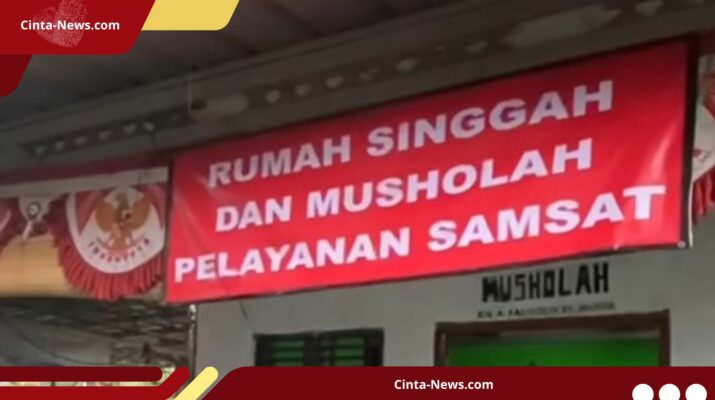 Cinta-News.com
RUMAH SINGGAH
DAN MUSHOLAH
PELAYANAN SAMSAT
MUSHOLAH
Cinta-News.com